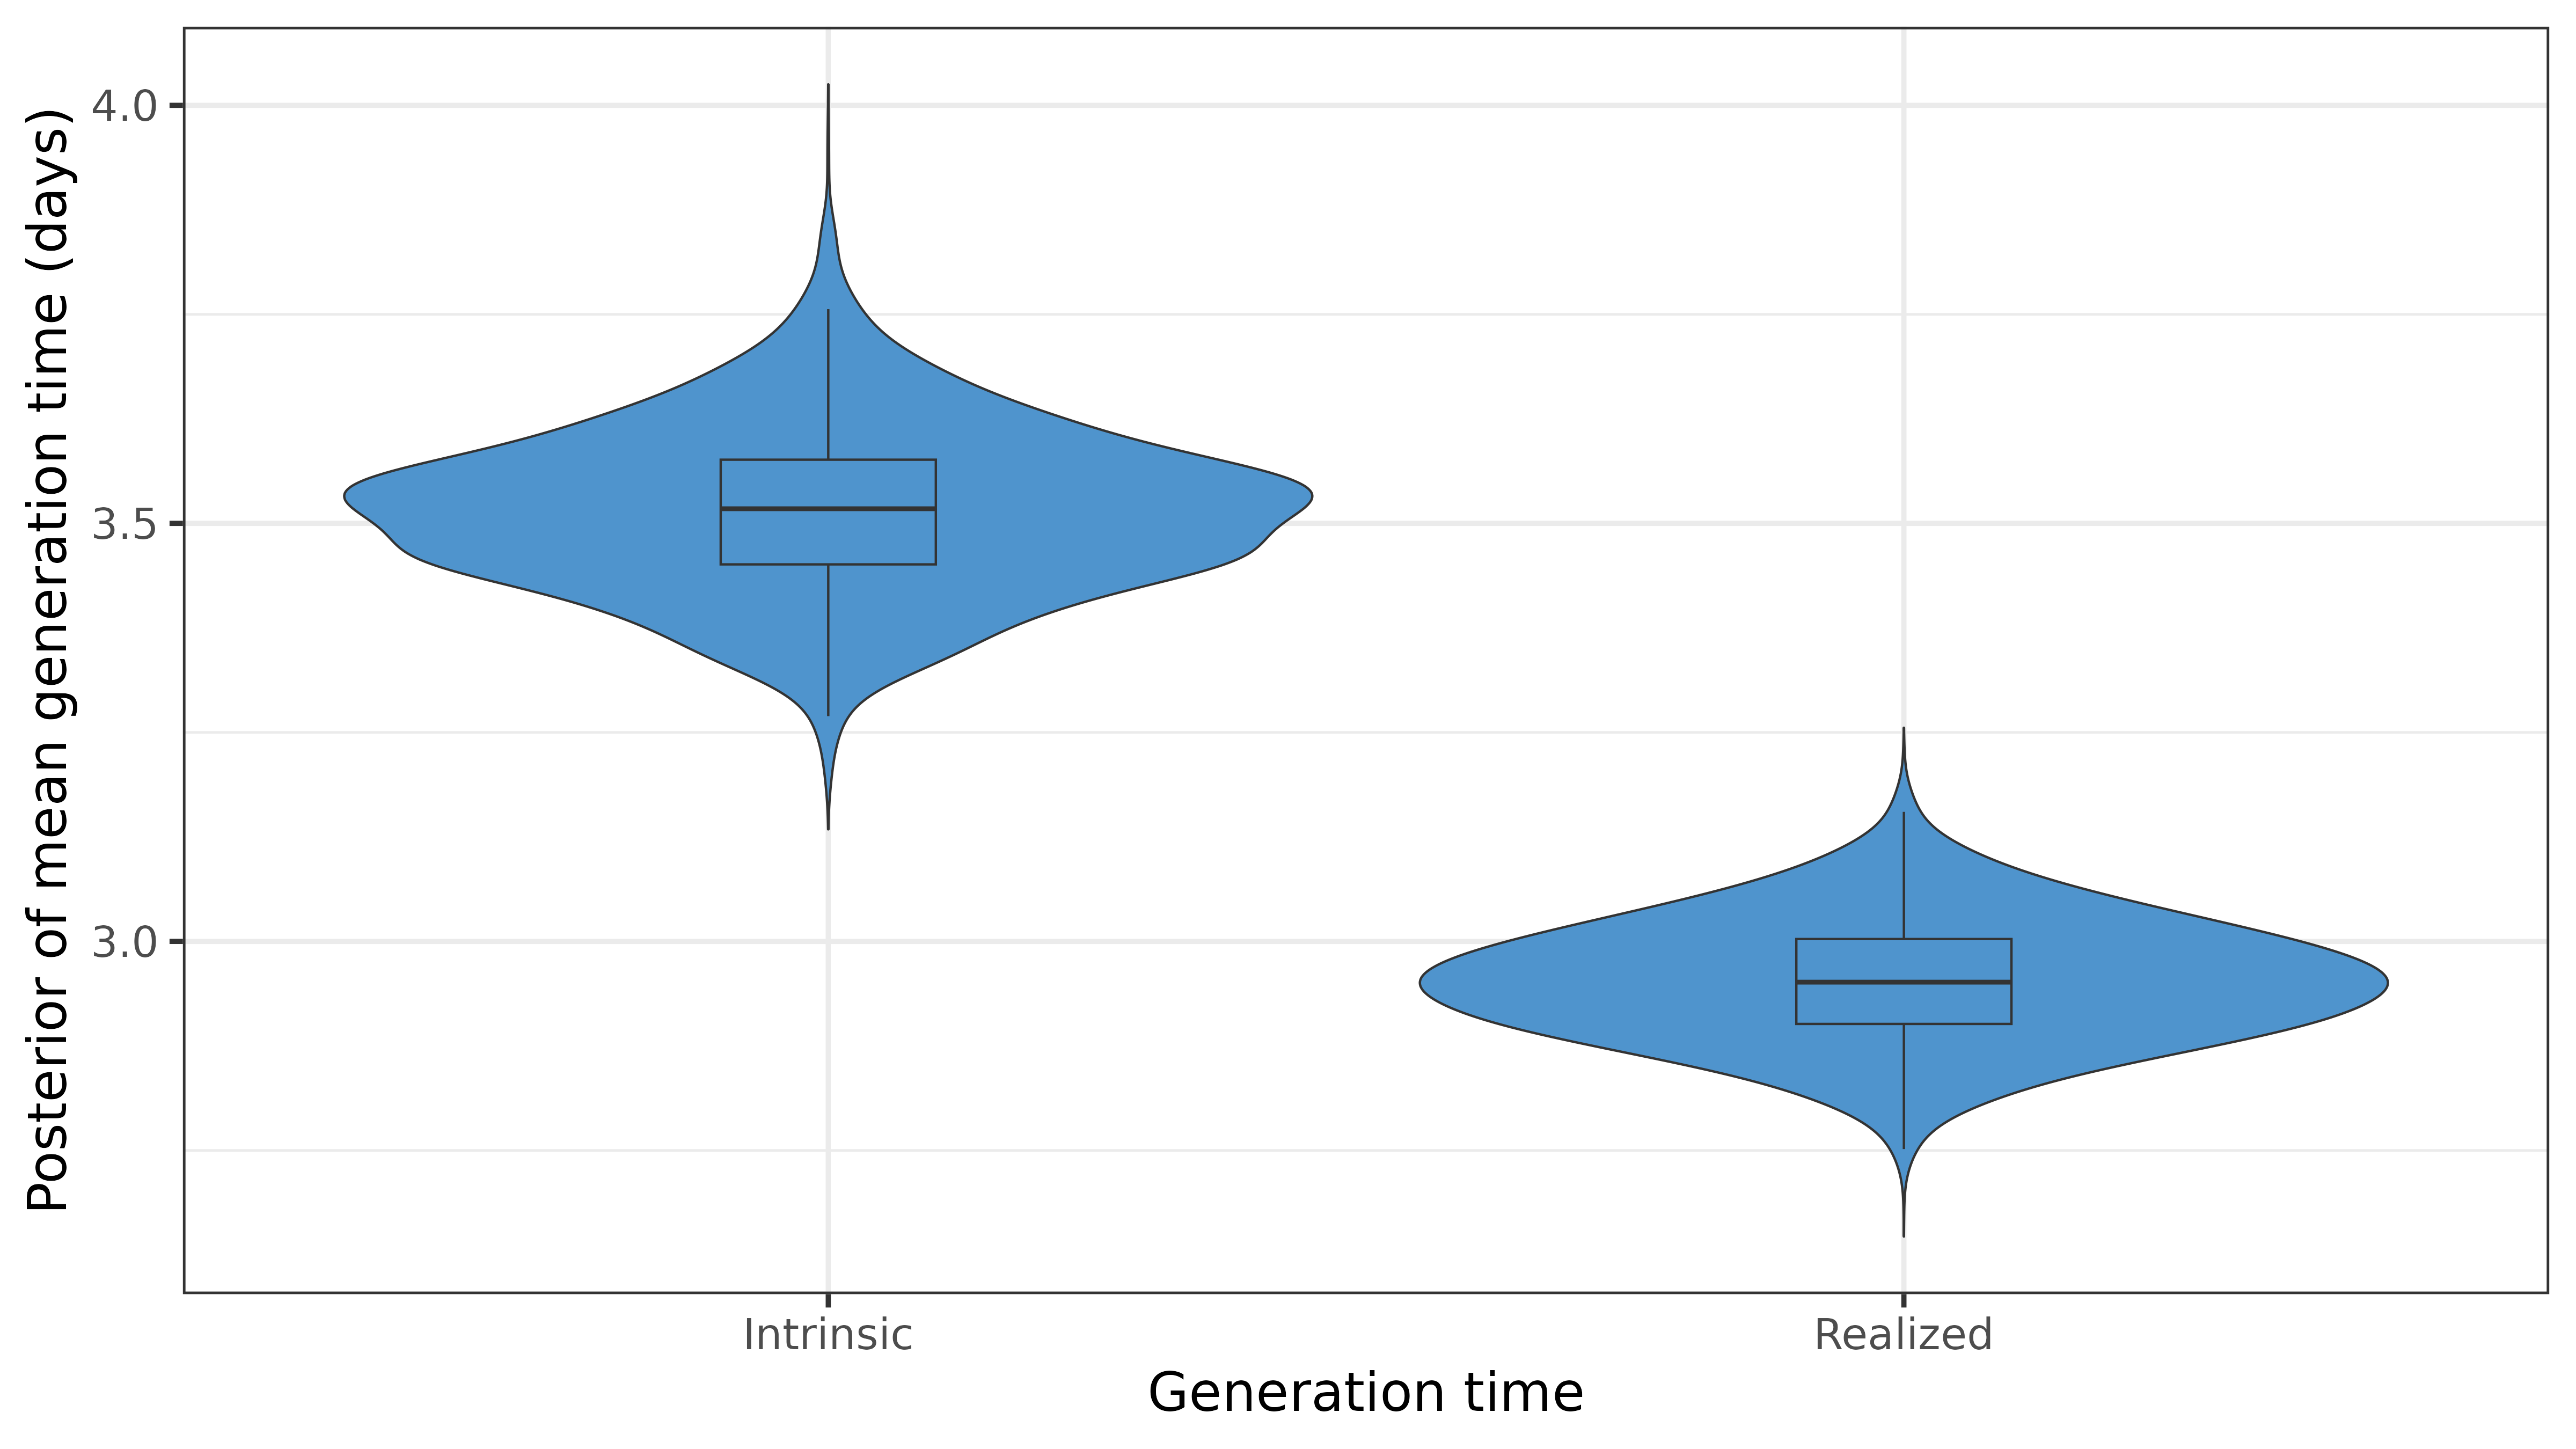 Posterior of mean generation time (days)
4.0
3.5
3.0
Intrinsic
Realized
Generation time